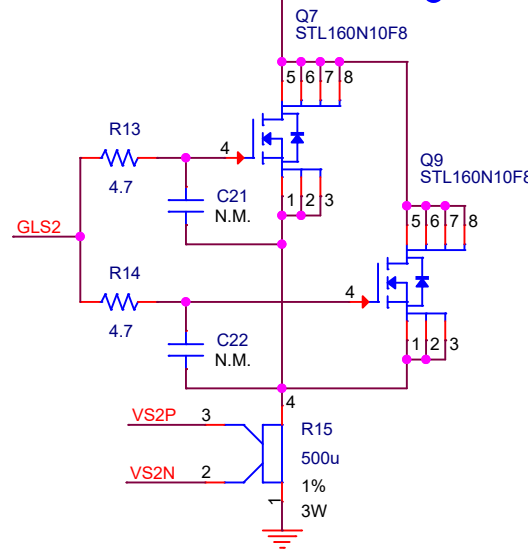 Q7
STL160N10F8
5 6 7 8
R13
4
4.7
C21
N.M.
1 2 3
Q9
STL160N10F8
5 6 7 8
GLS2
R14
4
4.7
C22
N.M.
1 2 3
4
VS2P 3
R15
500u
VS2N 2
1%
1
3W